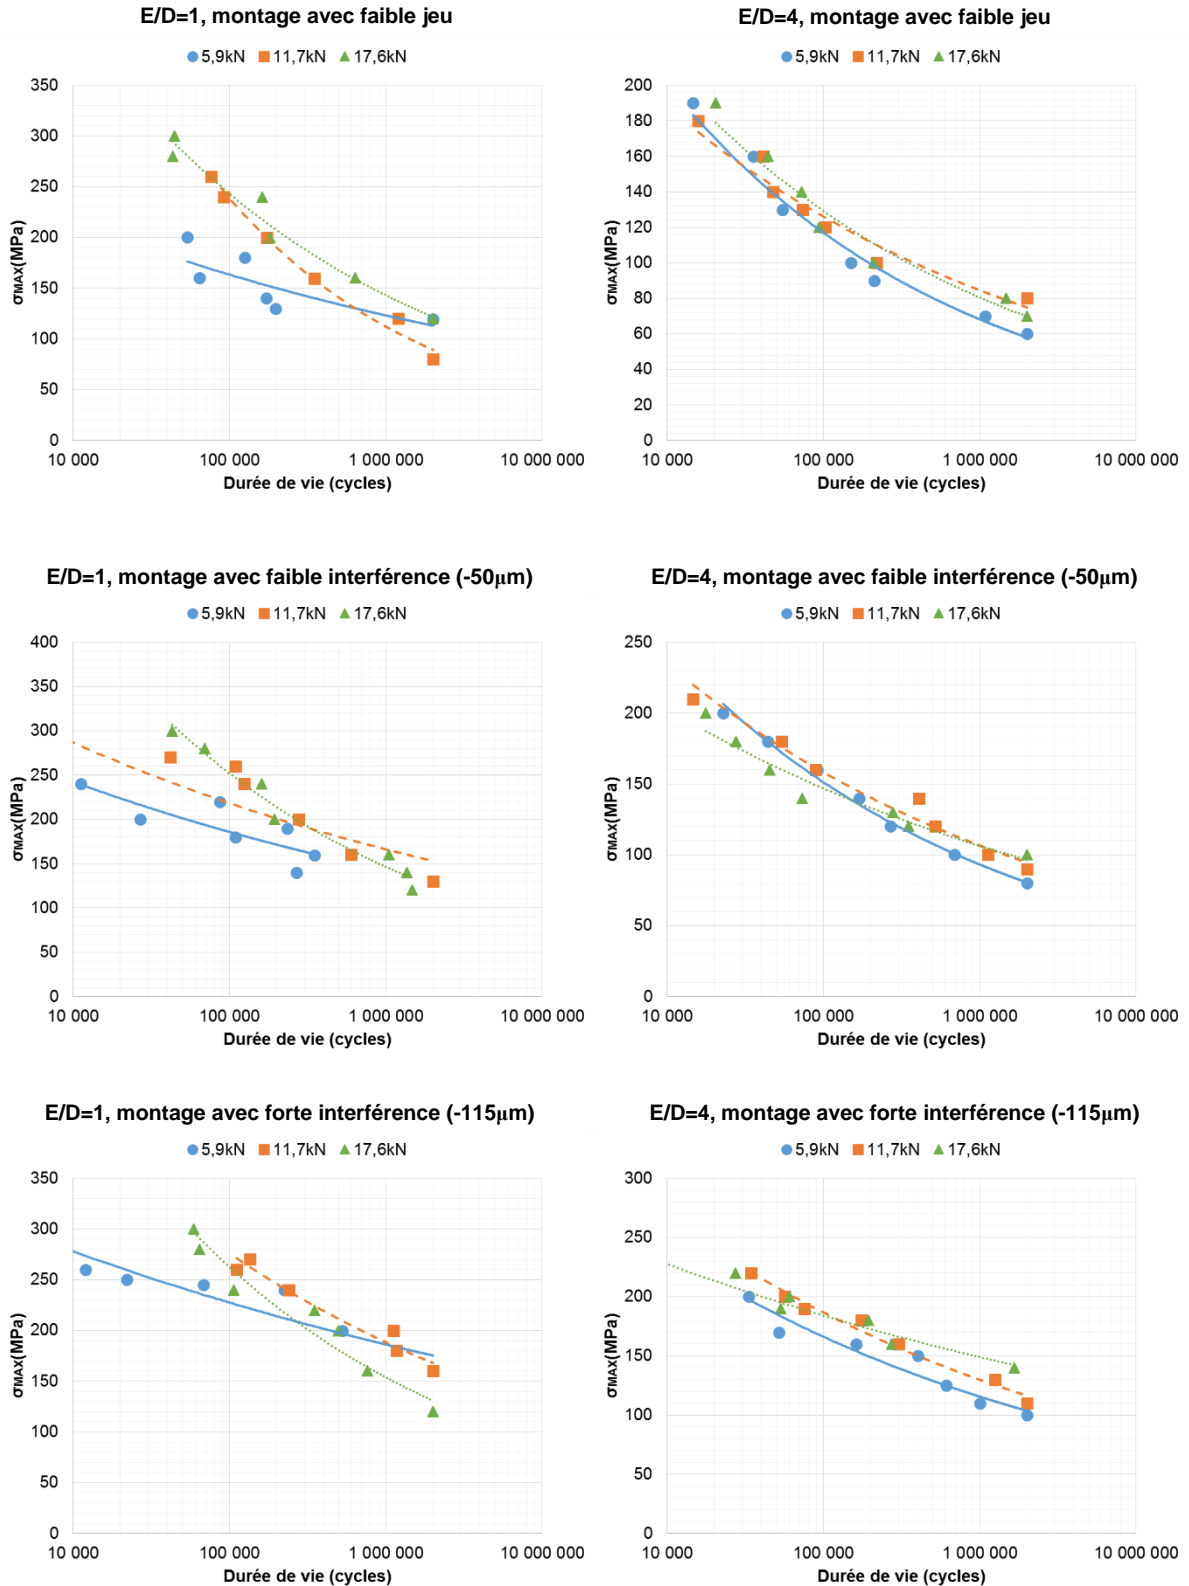 E/D=1, montage avec faible jeu
5,9kN 11,7kN 17,6kN
350
300
250
200
150
100
50
0
σMAX(MPa)
10 000 100 000 1 000 000 10 000 000
Durée de vie (cycles)
E/D=4, montage avec faible jeu
5,9kN 11,7kN 17,6kN
200
180
160
140
120
100
80
60
40
20
0
σMAX(MPa)
10 000 100 000 1 000 000 10 000 000
Durée de vie (cycles)
E/D=1, montage avec faible interférence (-50μm)
5,9kN 11,7kN 17,6kN
400
350
300
250
200
150
100
50
0
σMAX(MPa)
10 000 100 000 1 000 000 10 000 000
Durée de vie (cycles)
E/D=4, montage avec faible interférence (-50μm)
5,9kN 11,7kN 17,6kN
250
200
150
100
50
0
σMAX(MPa)
10 000 100 000 1 000 000 10 000 000
Durée de vie (cycles)
E/D=1, montage avec forte interférence (-115μm)
5,9kN 11,7kN 17,6kN
350
300
250
200
150
100
50
0
σMAX(MPa)
10 000 100 000 1 000 000 10 000 000
Durée de vie (cycles)
E/D=4, montage avec forte interférence (-115μm)
5,9kN 11,7kN 17,6kN
300
250
200
150
100
50
0
σMAX(MPa)
10 000 100 000 1 000 000 10 000 000
Durée de vie (cycles)